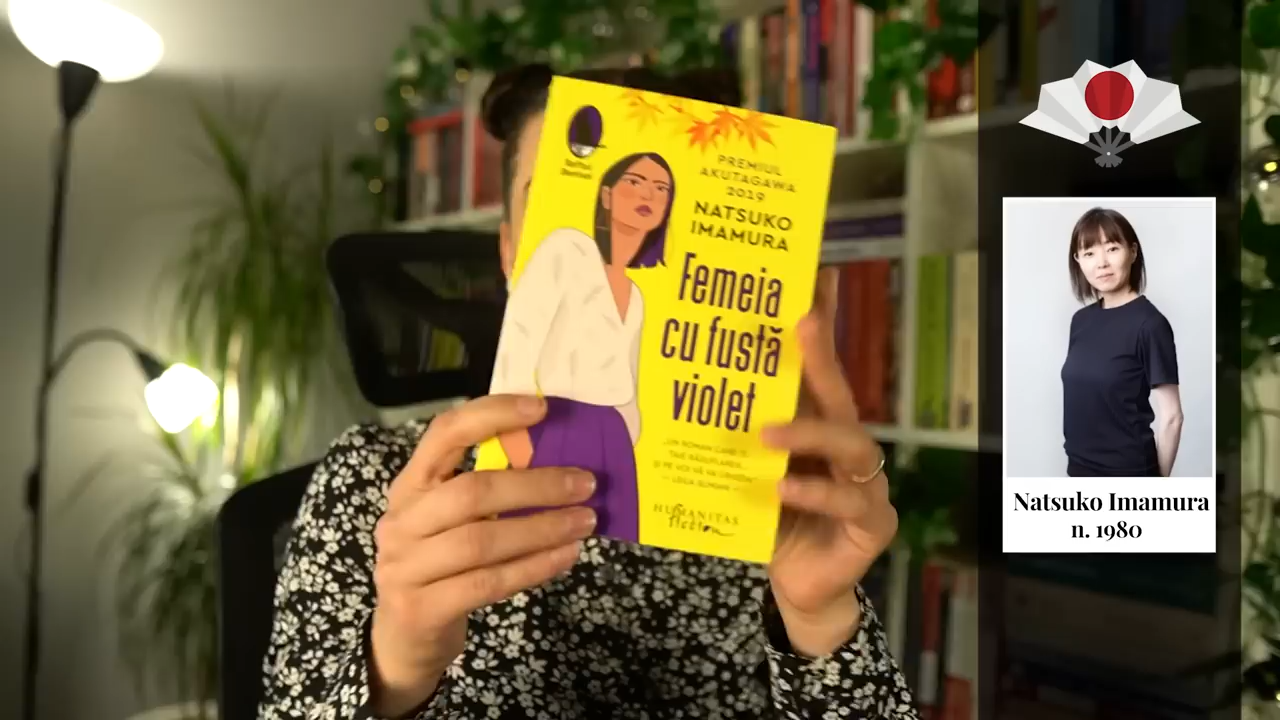 PREMIUL
AKUTAGAWA
2019
NATSUKO
IMAMURA
Femeia
cu fustă
violet
HUMANITAS
fiction
Natsuko Imamura
n. 1980